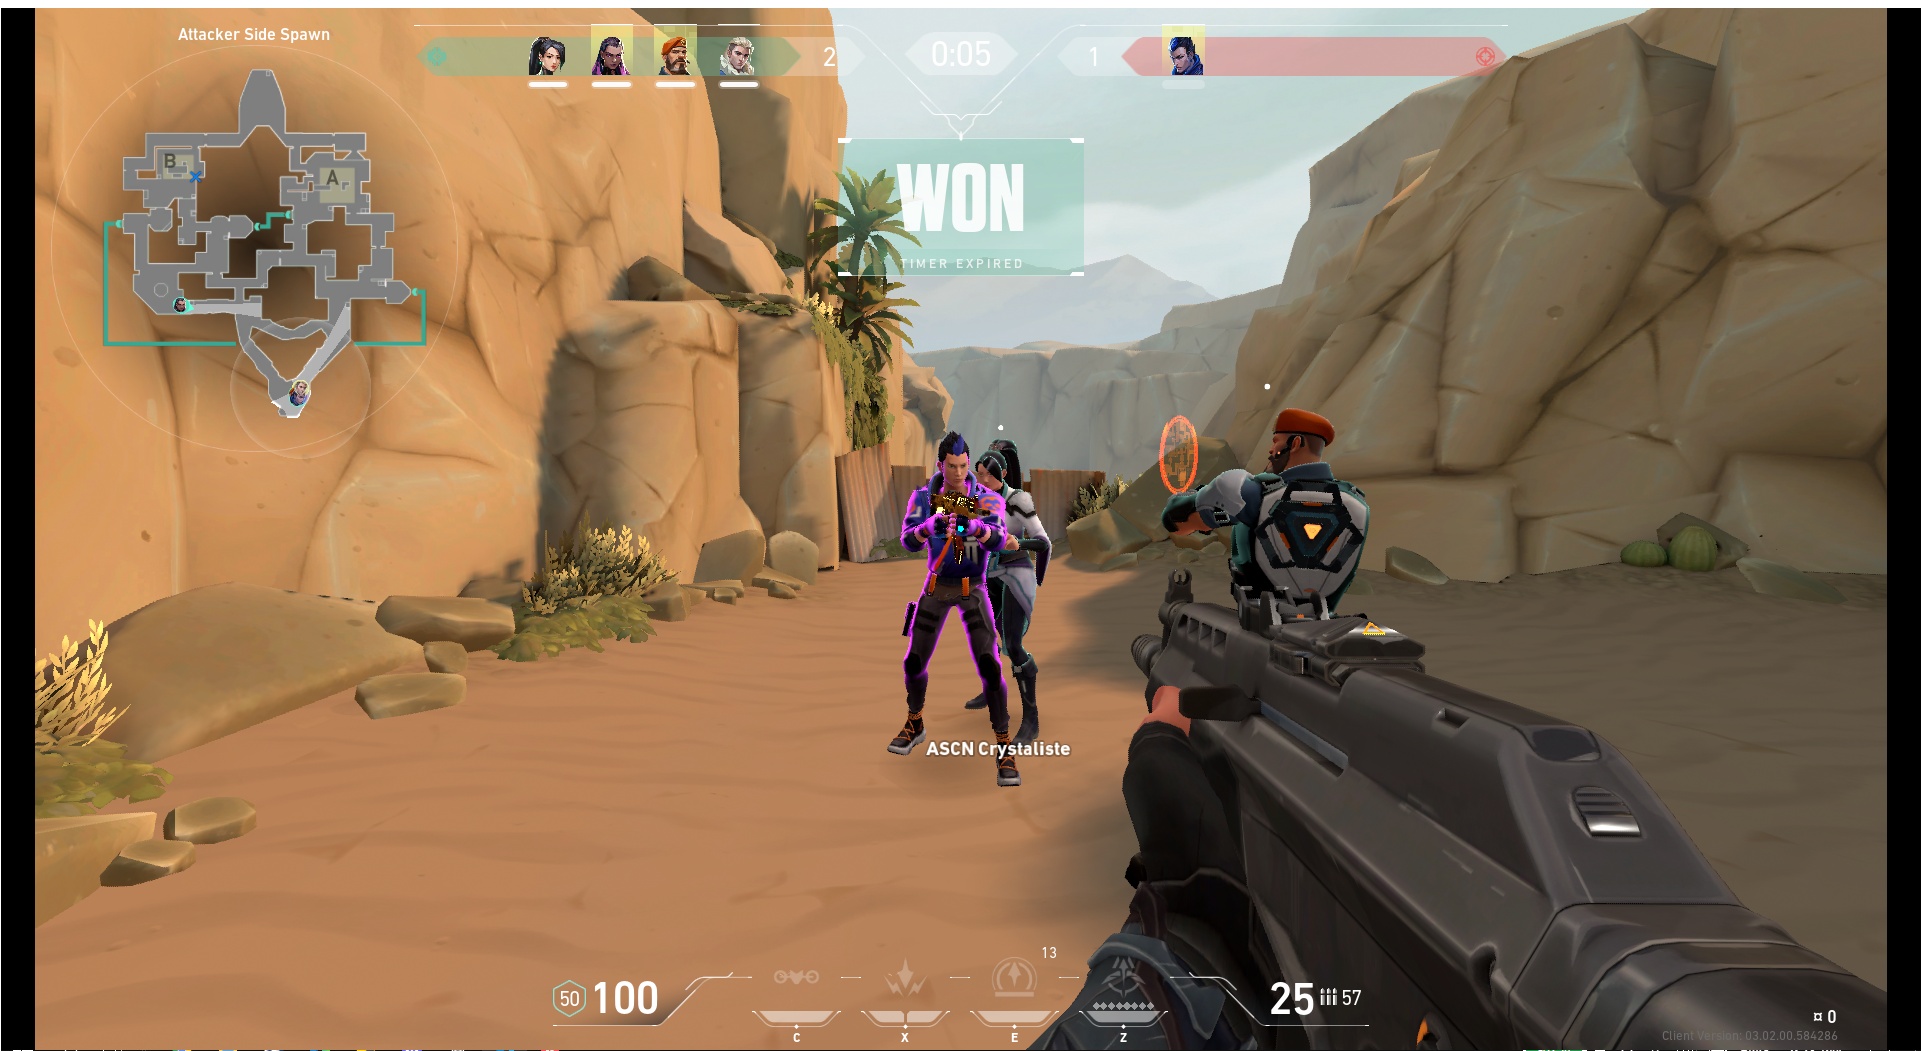 Attacker Side Spawn
2
0:05
1
B
A
WON
TIMER EXPIRED
ASCN Crystaliste
13
50 100
25 57
C X E Z
¤ 0
Client Version: 03.02.00.584286